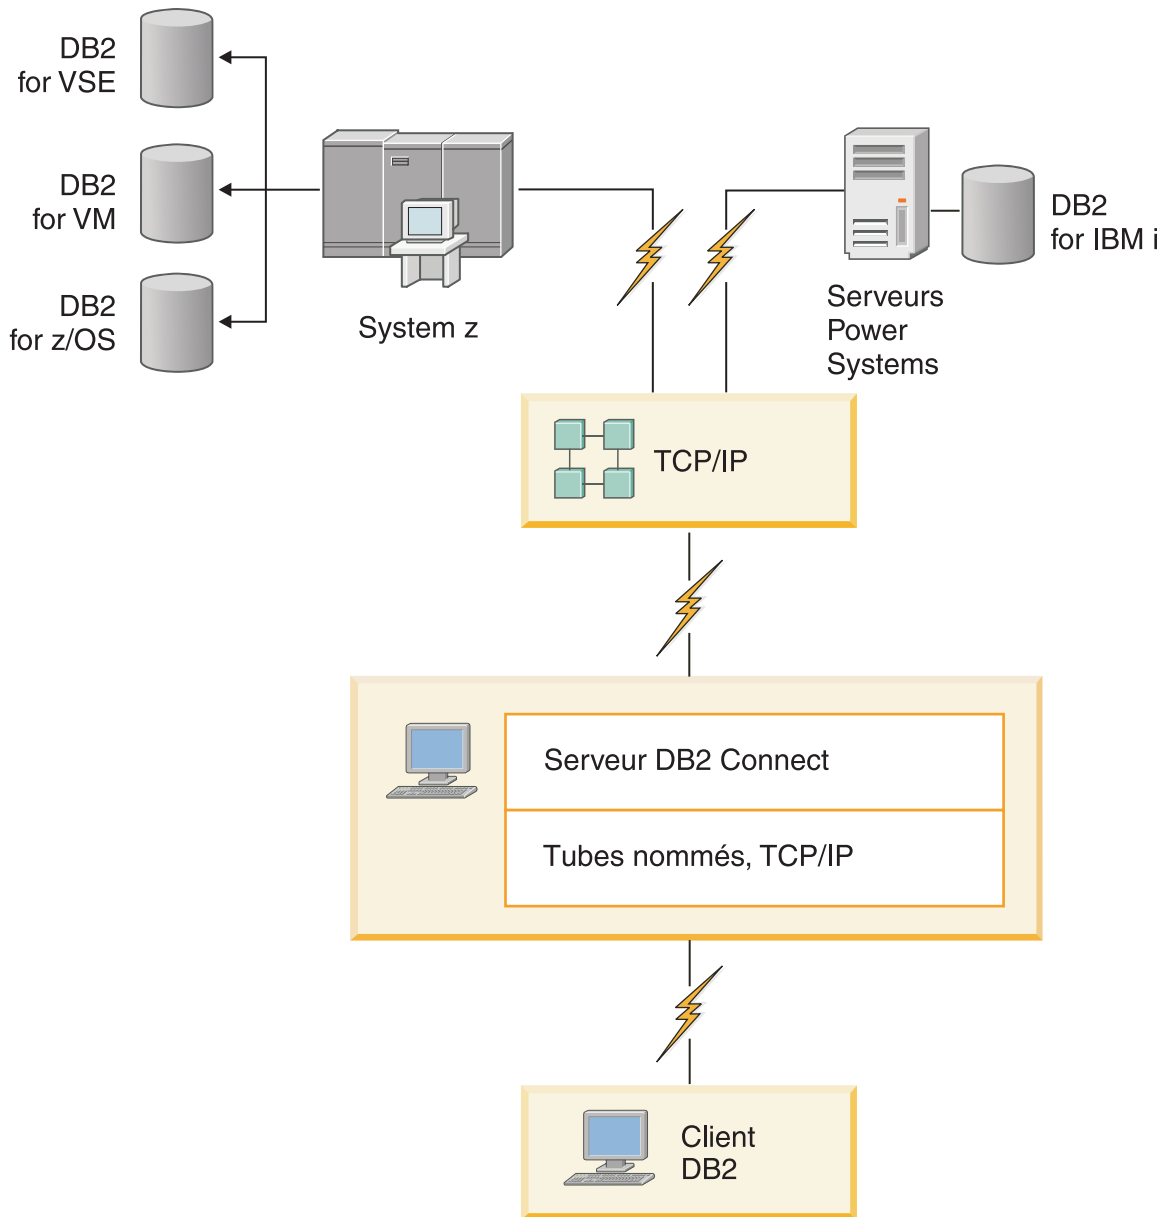 DB2
for VSE
DB2
for VM
DB2
for z/OS
System z
Serveurs
Power
Systems
DB2
for IBM i
TCP/IP
Serveur DB2 Connect
Tubes nommés, TCP/IP
Client
DB2